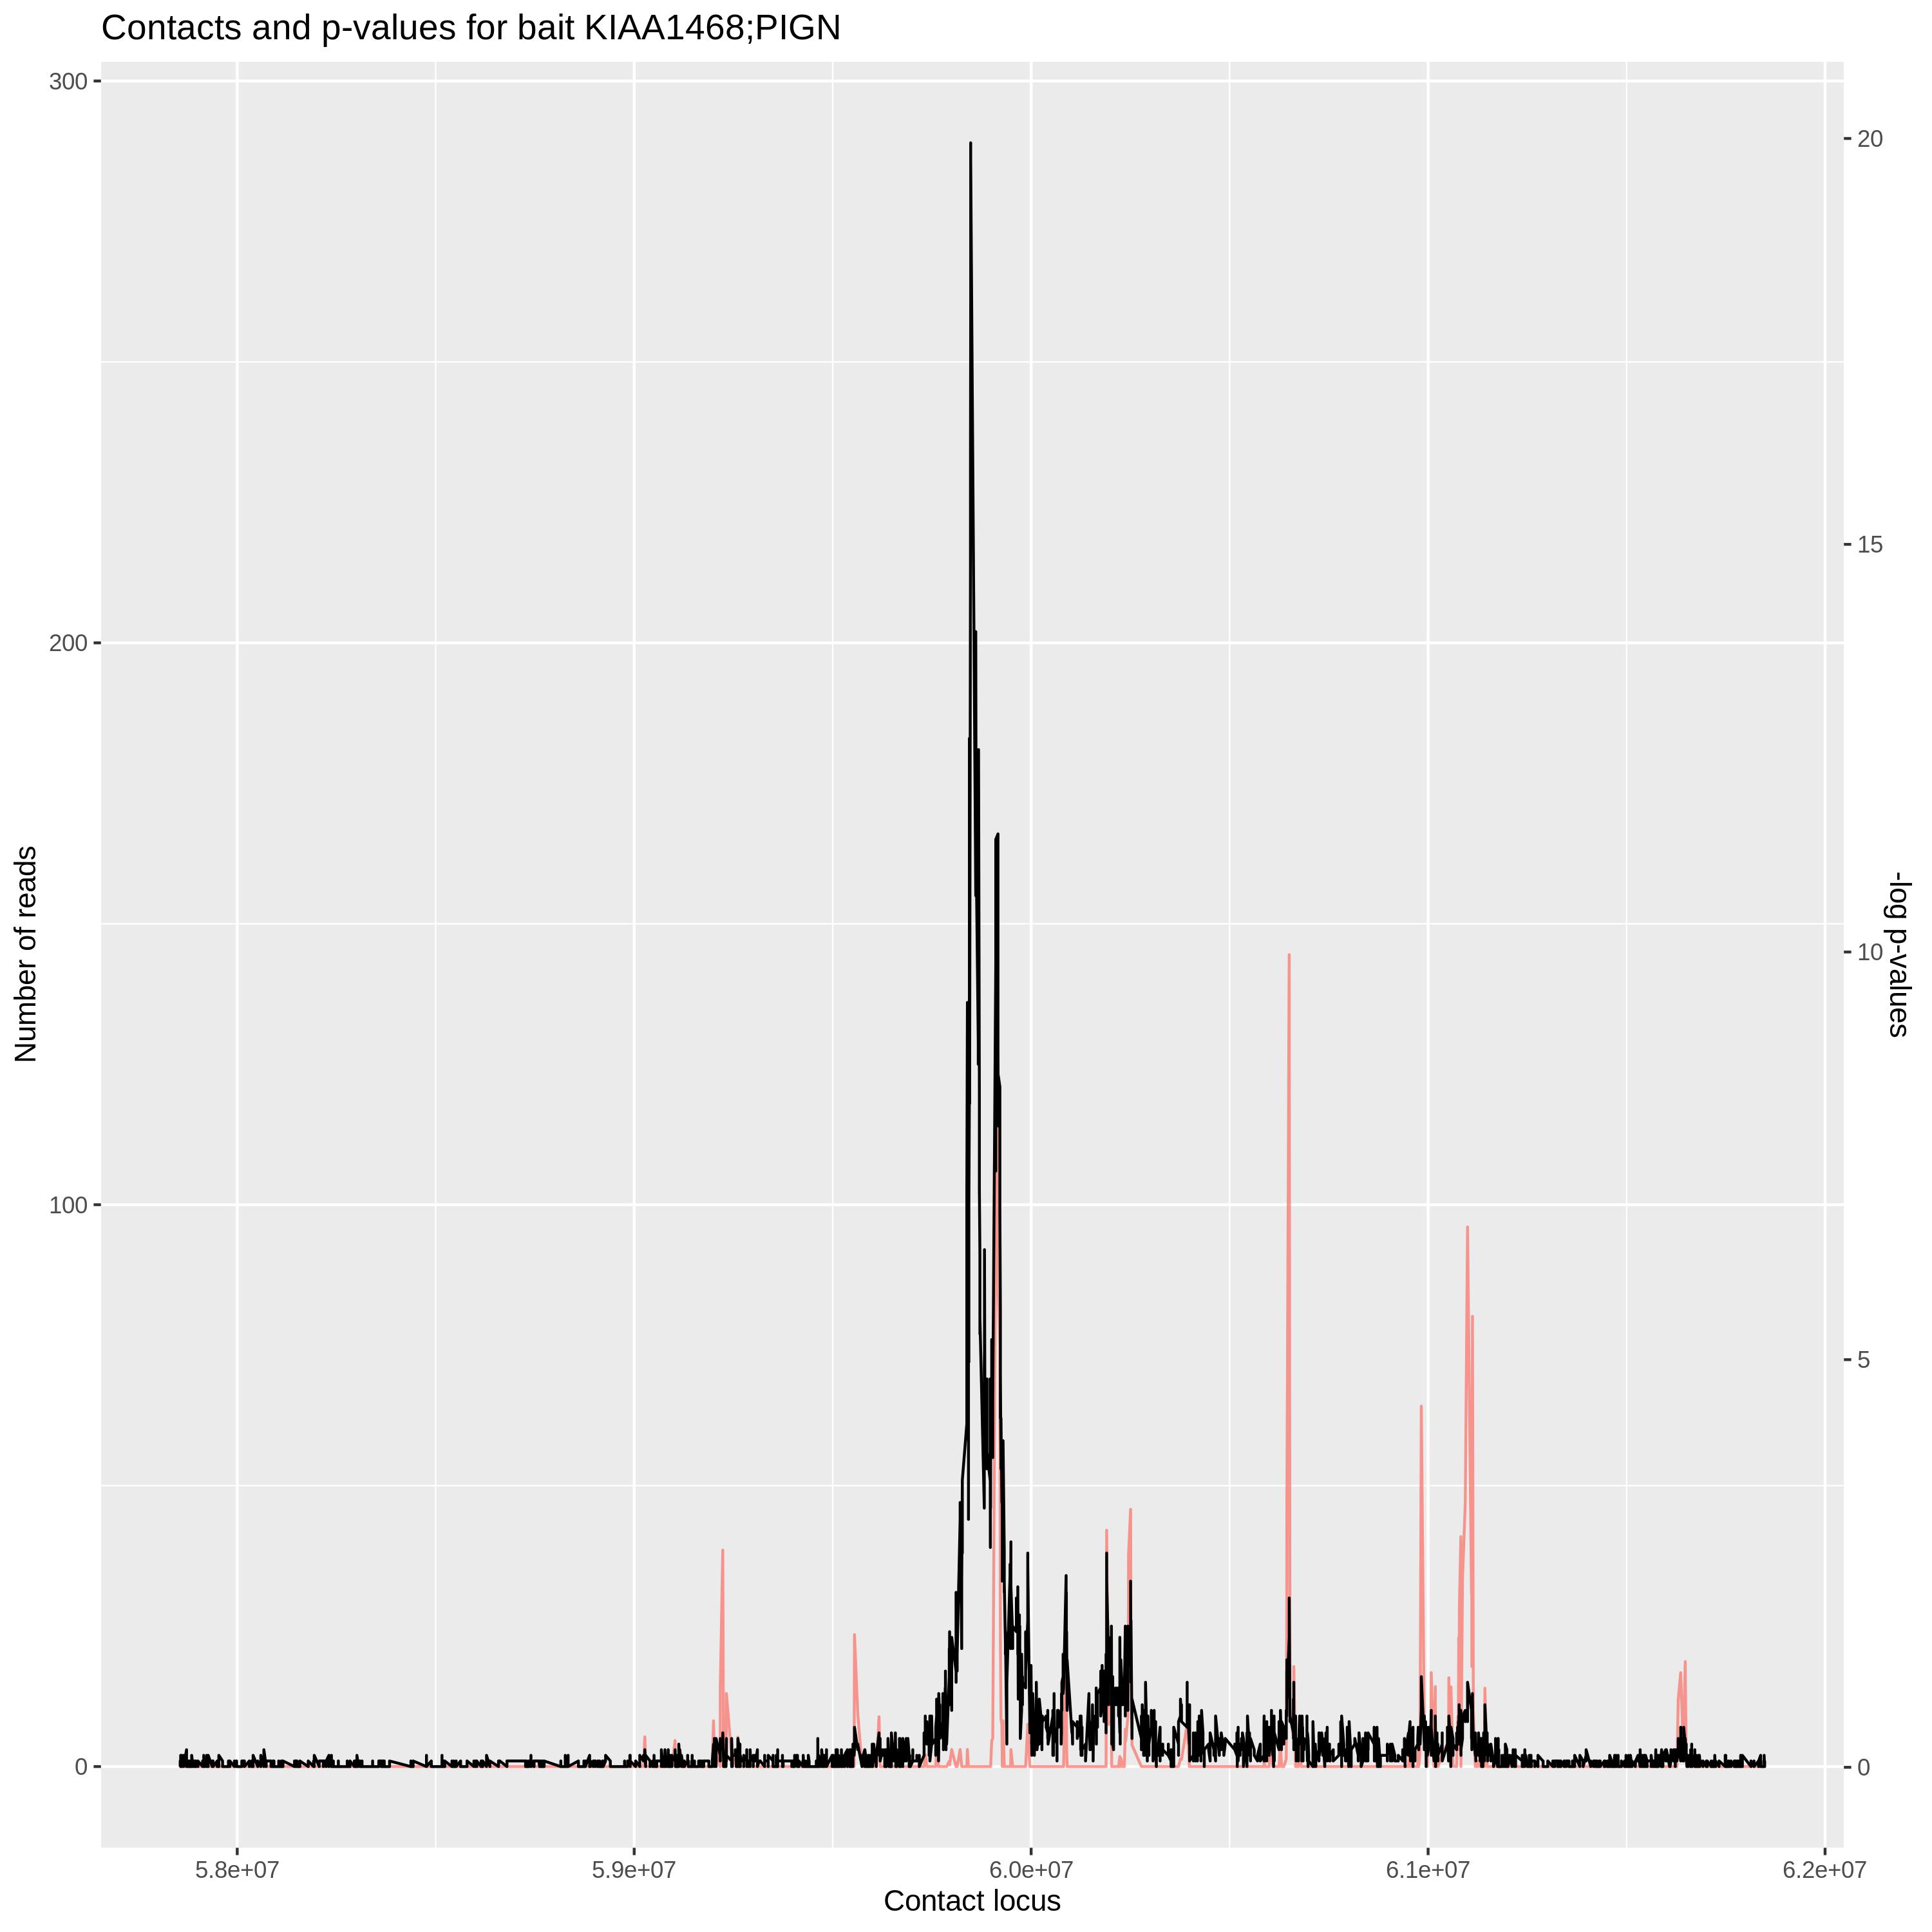 Contacts and p-values for bait KIAA1468;PIGN
300
200
100
0
Number of reads
20
15
10
5
0
-log p-values
5.8e+07
5.9e+07
6.0e+07
6.1e+07
6.2e+07
Contact locus